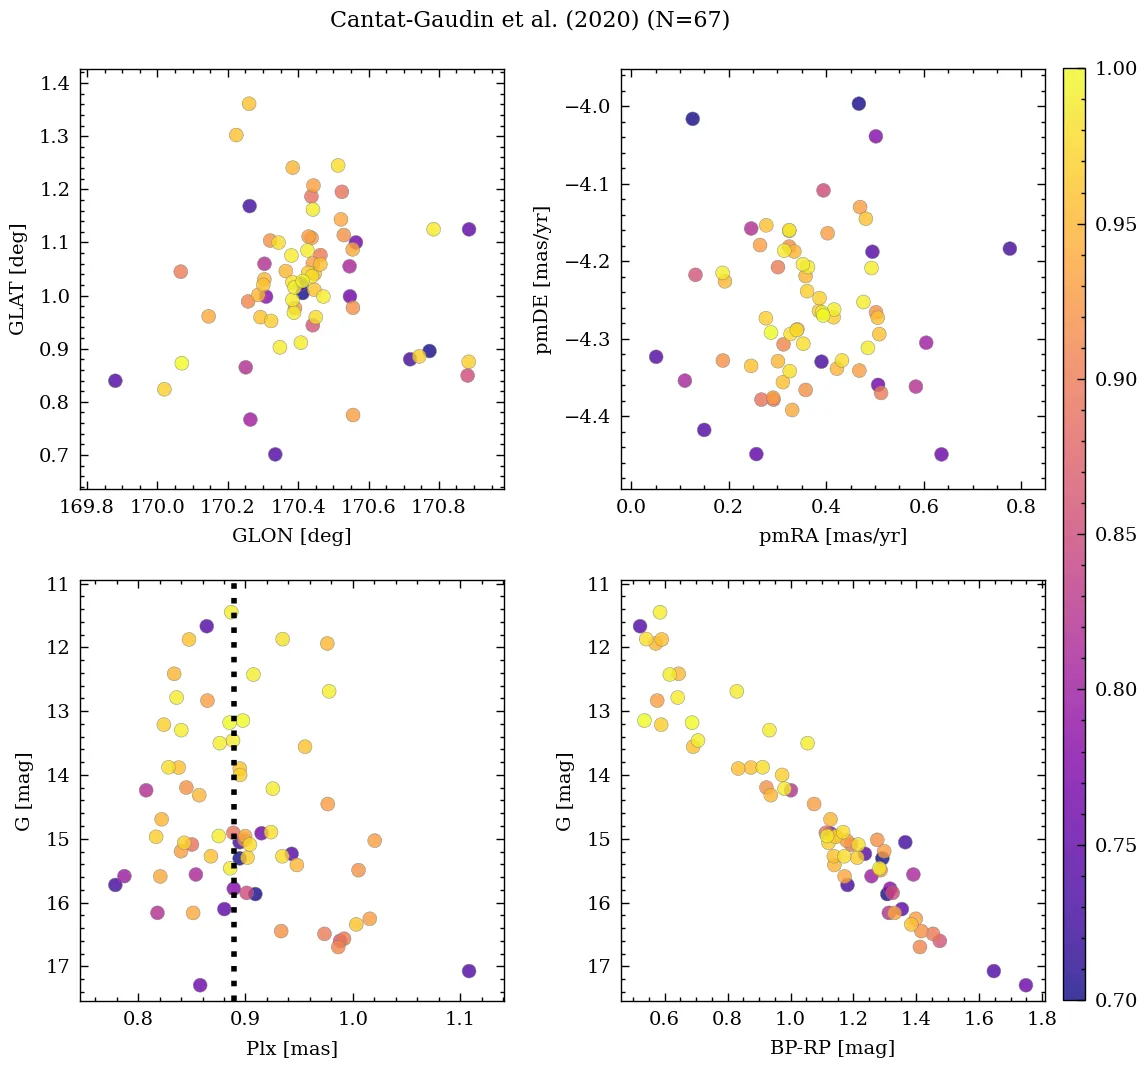 Cantat-Gaudin et al. (2020) (N=67)
GLAT [deg]
1.4
1.3
1.2
1.1
1.0
0.9
0.8
0.7
169.8 170.0 170.2 170.4 170.6 170.8
GLON [deg]
pmDE [mas/yr]
−4.0
−4.1
−4.2
−4.3
−4.4
0.0 0.2 0.4 0.6 0.8
pmRA [mas/yr]
G [mag]
11
12
13
14
15
16
17
0.8 0.9 1.0 1.1
Plx [mas]
G [mag]
11
12
13
14
15
16
17
0.6 0.8 1.0 1.2 1.4 1.6 1.8
BP-RP [mag]
1.00
0.95
0.90
0.85
0.80
0.75
0.70